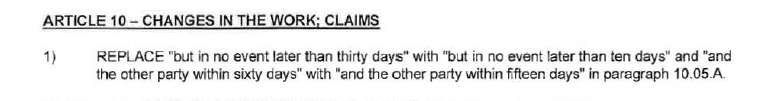 ARTICLE 10 – CHANGES IN THE WORK; CLAIMS
1) REPLACE "but in no event later than thirty days" with "but in no event later than ten days" and "and
the other party within sixty days" with "and the other party within fifteen days" in paragraph 10.05.A.